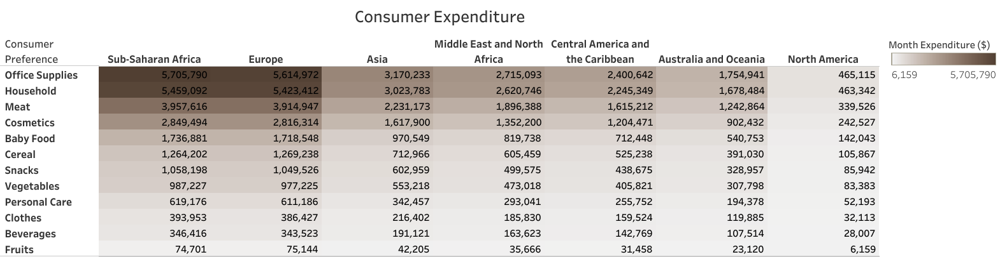 Consumer Expenditure
Consumer Middle East and North Central America and
Preference Sub-Saharan Africa Europe Asia Africa the Caribbean Australia and Oceania North America
Office Supplies 5,705,790 5,614,972 3,170,233 2,715,093 2,400,642 1,754,941 465,115
Household 5,459,092 5,423,412 3,023,783 2,620,746 2,245,349 1,678,484 463,342
Meat 3,957,616 3,914,947 2,231,173 1,896,388 1,615,212 1,242,864 339,526
Cosmetics 2,849,494 2,816,314 1,617,900 1,352,200 1,204,471 902,432 242,527
Baby Food 1,736,881 1,718,548 970,549 819,738 712,448 540,753 142,043
Cereal 1,264,202 1,269,238 712,966 605,459 525,238 391,030 105,867
Snacks 1,058,198 1,049,526 602,959 499,575 438,675 328,957 85,942
Vegetables 987,227 977,225 553,218 473,018 405,821 307,798 83,383
Personal Care 619,176 611,186 342,457 293,041 255,752 194,378 52,193
Clothes 393,953 386,427 216,402 185,830 159,524 119,885 32,113
Beverages 346,416 343,523 191,121 163,623 142,769 107,514 28,007
Fruits 74,701 75,144 42,205 35,666 31,458 23,120 6,159
Month Expenditure ($)
6,159 5,705,790